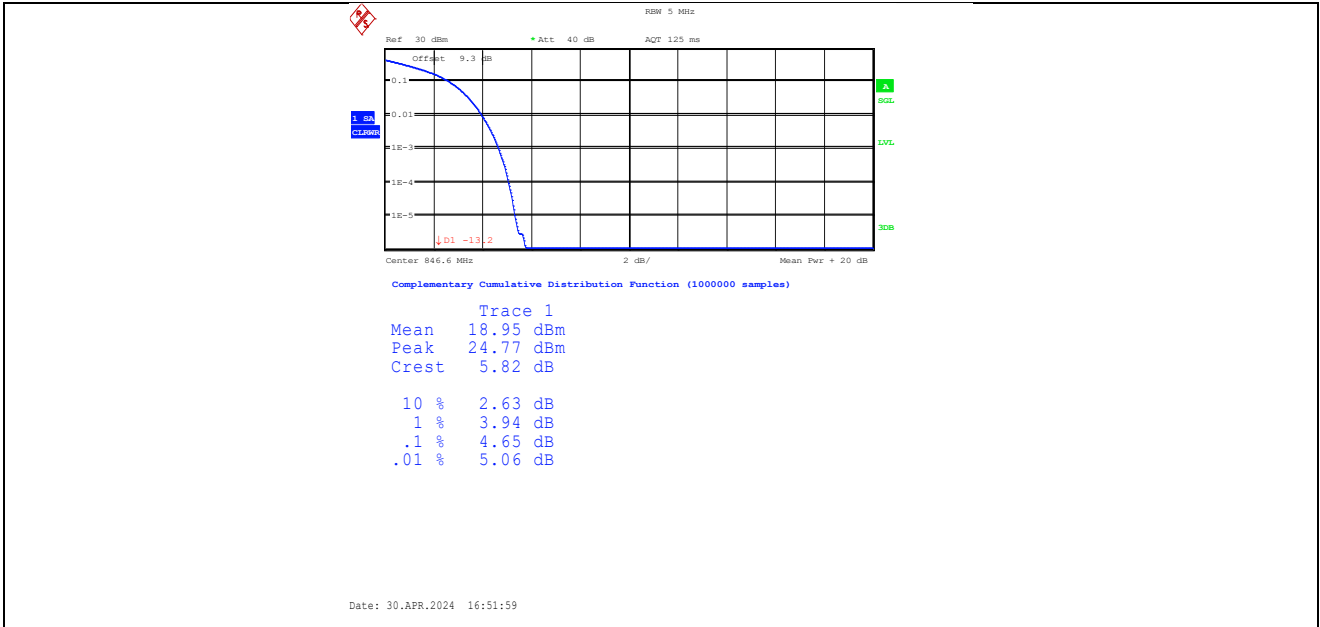 RBW 5 MHz
Ref 30 dBm *Att 40 dB AQT 125 ms
Offset 9.3 dB
0.1
A
SGL
0.01
1 SA
CLRWR
LVL
1E-3
1E-4
1E-5
3DB
↓D1 -13.2
Center 846.6 MHz 2 dB/ Mean Pwr + 20 dB
Complementary Cumulative Distribution Function (1000000 samples)
Trace 1
Mean 18.95 dBm
Peak 24.77 dBm
Crest 5.82 dB
10 % 2.63 dB
1 % 3.94 dB
.1 % 4.65 dB
.01 % 5.06 dB
Date: 30.APR.2024 16:51:59